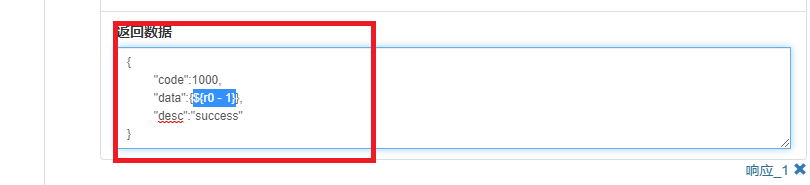 返回数据
{
"code":1000,
"data":{${r0 - 1}},
"desc":"success"
}
响应_1 ✖